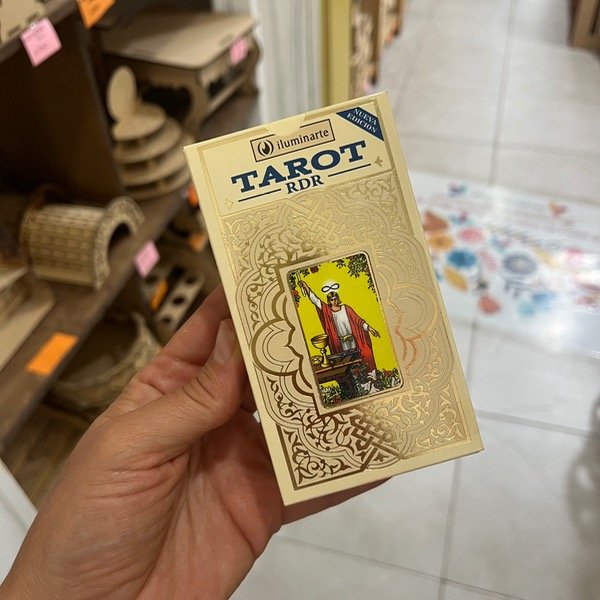 iluminarte
NUEVA
EDICIÓN
TAROT
RDR